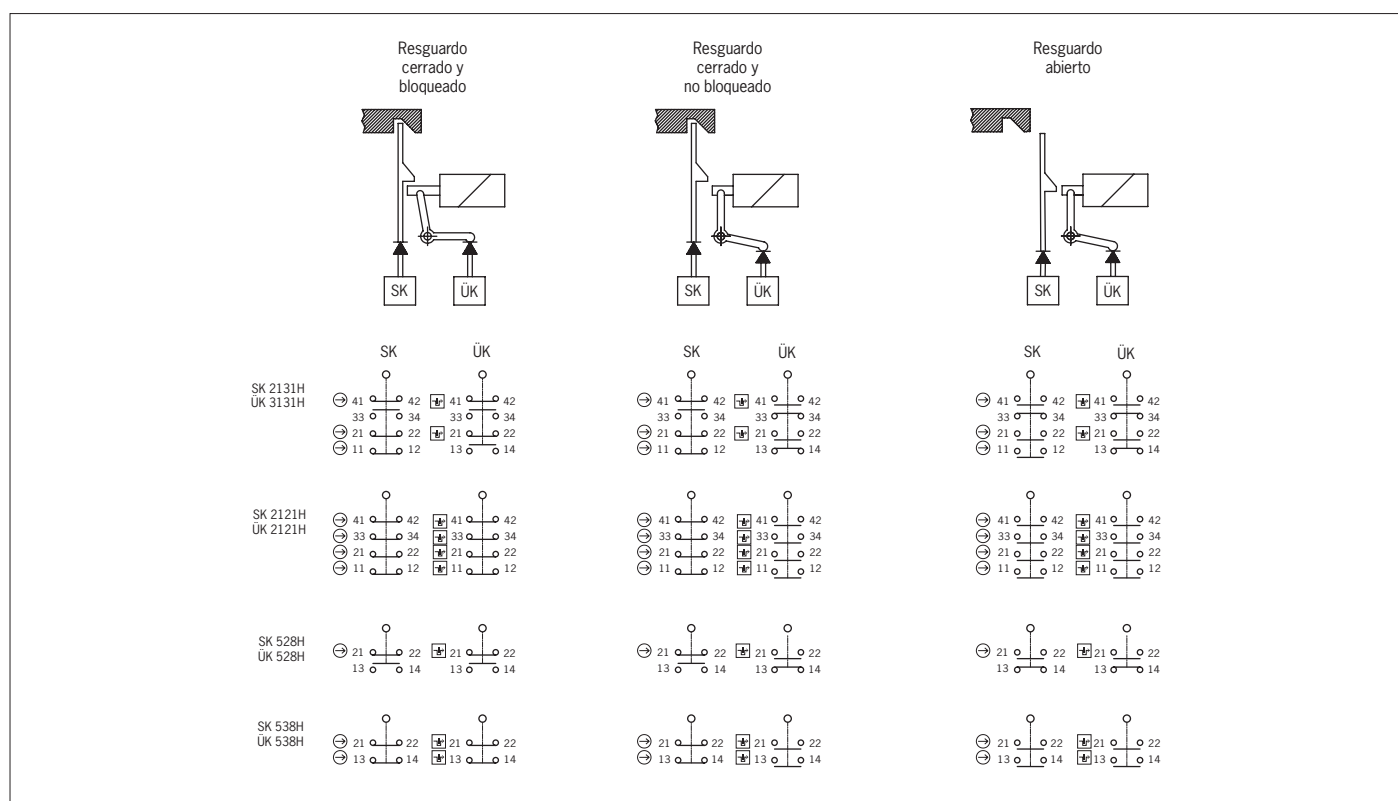 Resguardo
cerrado y
bloqueado
Resguardo
cerrado y
no bloqueado
Resguardo
abierto
SK ÜK SK ÜK SK ÜK
SK ÜK SK ÜK SK ÜK
SK 2131H
ÜK 3131H
41 42 41 42 41 42 41 42 41 42 41 42
33 34 33 34 33 34 33 34 33 34 33 34
21 22 21 22 21 22 21 22 21 22 21 22
11 12 13 14 11 12 13 14 11 12 13 14
SK 2121H
ÜK 2121H
41 42 41 42 41 42 41 42 41 42 41 42
33 34 33 34 33 34 33 34 33 34 33 34
21 22 21 22 21 22 21 22 21 22 21 22
11 12 11 12 11 12 11 12 11 12 11 12
SK 528H
ÜK 528H
21 22 21 22 21 22 21 22 21 22 21 22
13 14 13 14 13 14 13 14 13 14 13 14
SK 538H
ÜK 538H
21 22 21 22 21 22 21 22 21 22 21 22
13 14 13 14 13 14 13 14 13 14 13 14